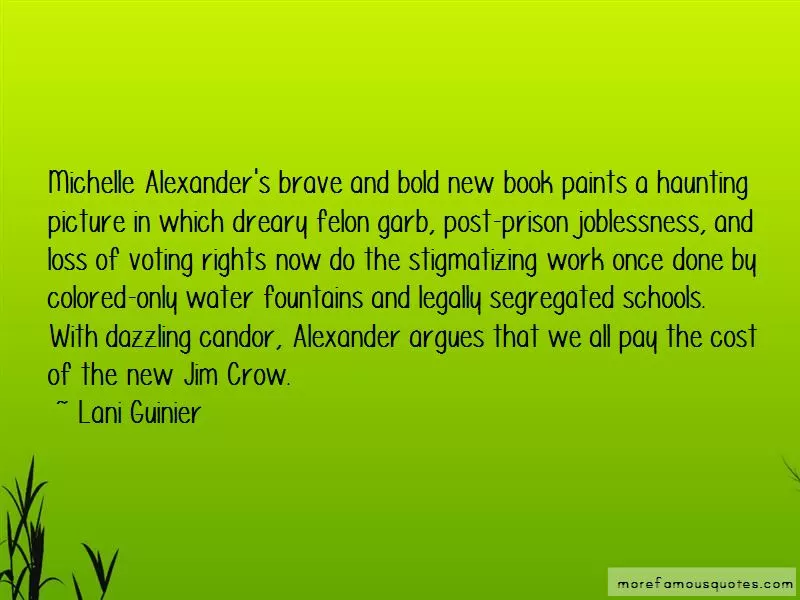 Michelle Alexander's brave and bold new book paints a haunting
picture in which dreary felon garb, post-prison joblessness, and
loss of voting rights now do the stigmatizing work once done by
colored-only water fountains and legally segregated schools.
With dazzling candor, Alexander argues that we all pay the cost
of the new Jim Crow.
~ Lani Guinier
morefamousquotes.com